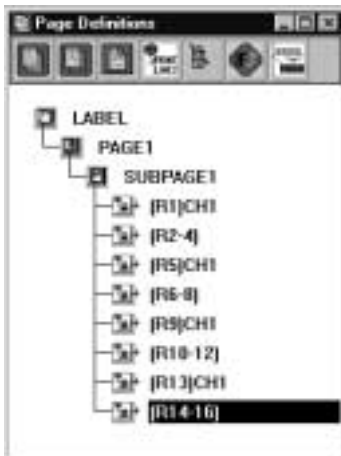 Page Definitions
LABEL
PAGE1
SUBPAGE1
(R1)CH1
(R2-4)
(R5)CH1
(R6-8)
(R9)CH1
(R10-12)
(R13)CH1
(R14-16)